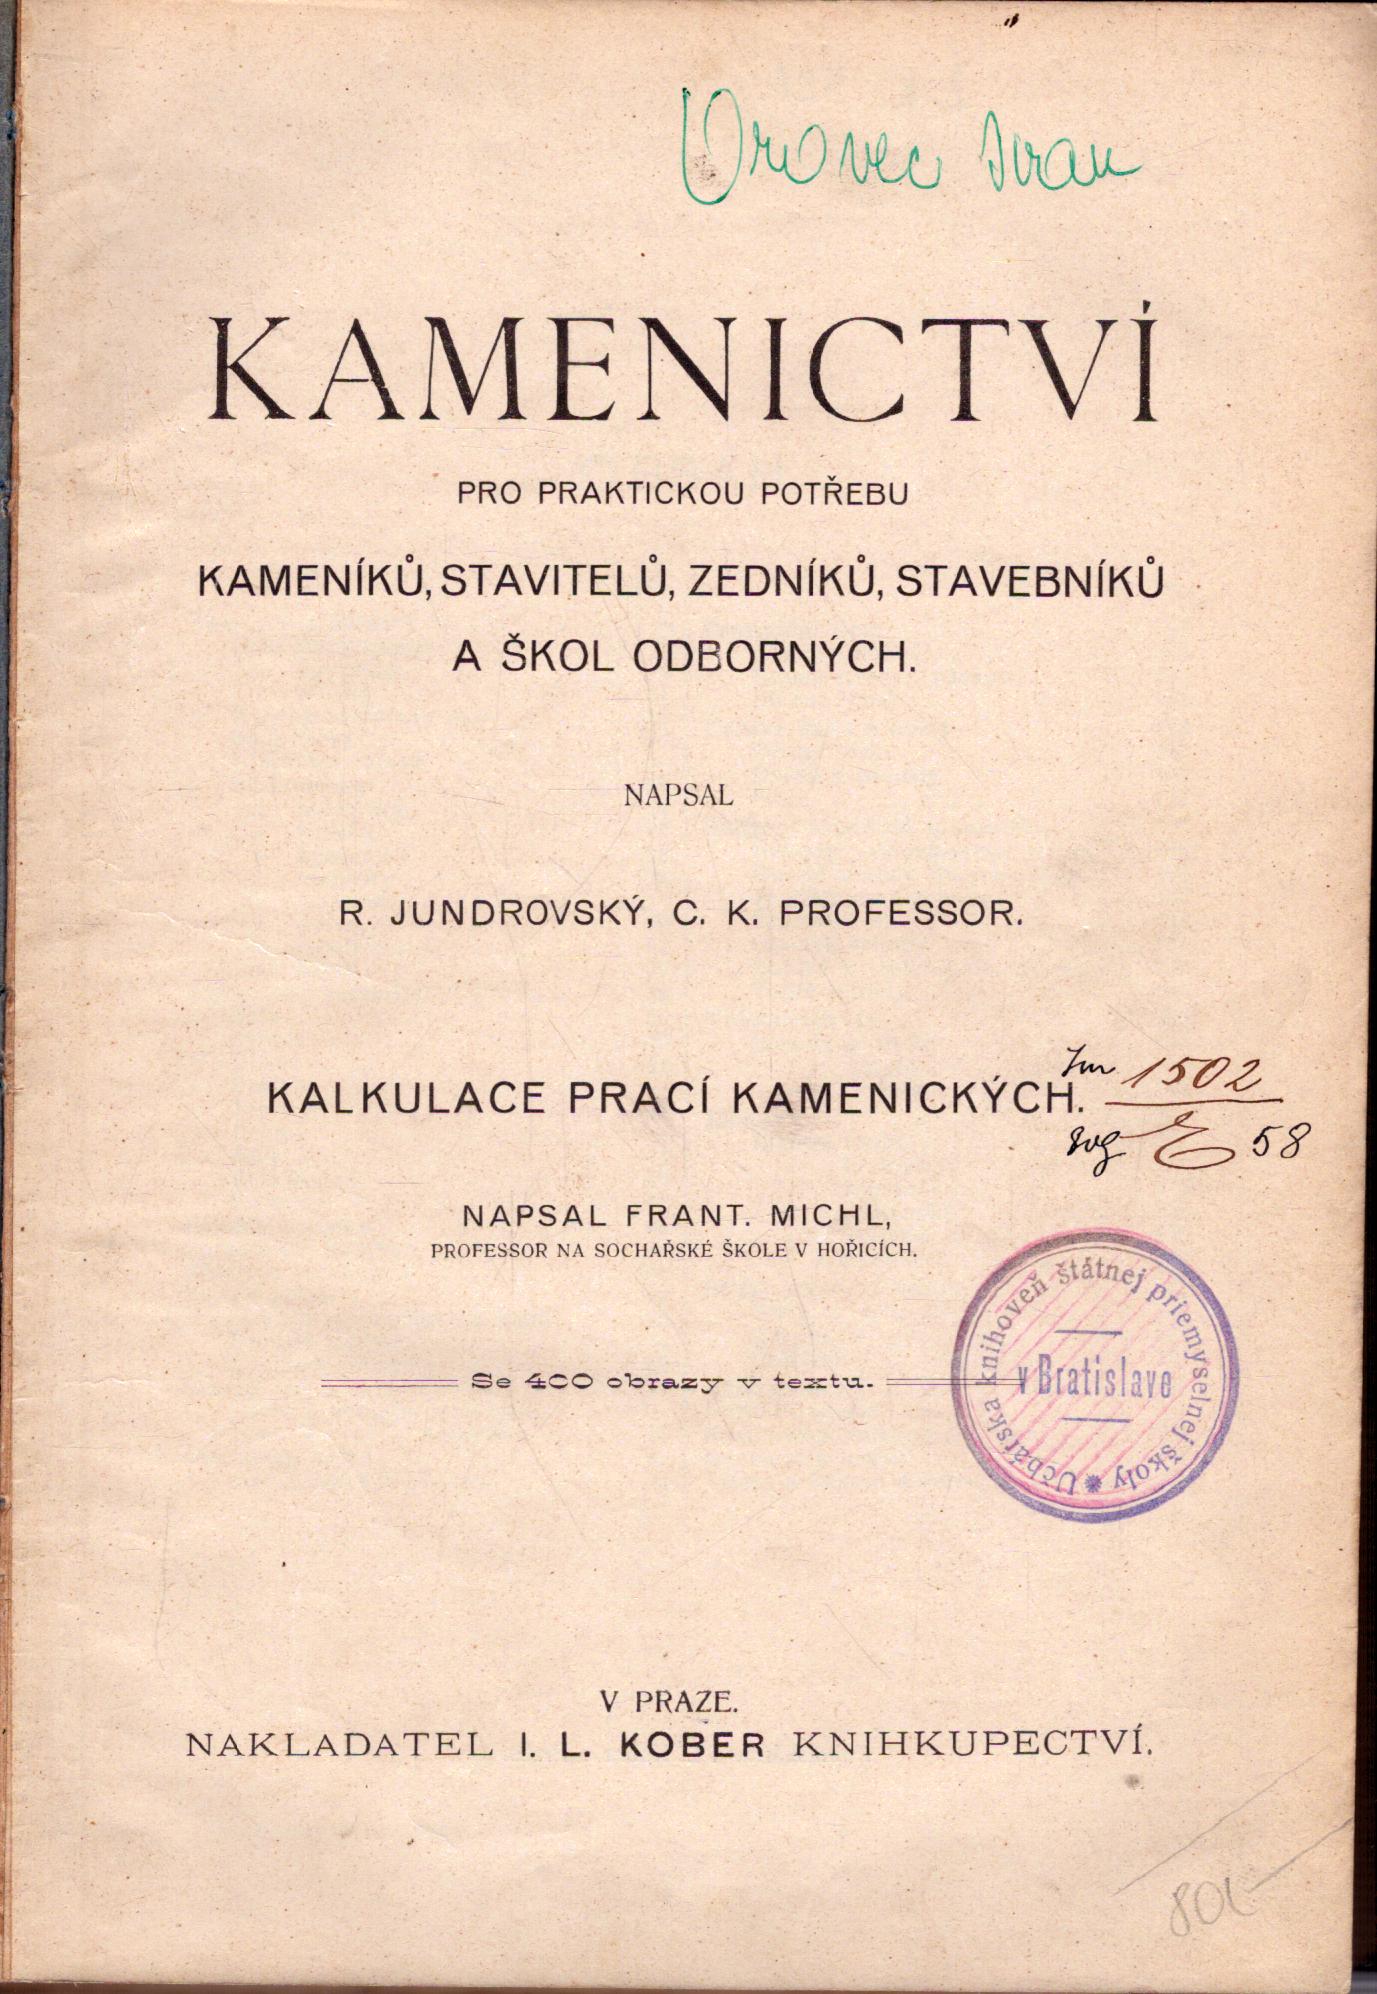 Orovec Ivan
KAMENICTVÍ
PRO PRAKTICKOU POTŘEBU
KAMENÍKŮ, STAVITELŮ, ZEDNÍKŮ, STAVEBNÍKŮ
A ŠKOL ODBORNÝCH.
NAPSAL
R. JUNDROVSKÝ, C. K. PROFESSOR.
KALKULACE PRACÍ KAMENICKÝCH.
1502
E 58
NAPSAL FRANT. MICHL,
PROFESSOR NA SOCHAŘSKÉ ŠKOLE V HOŘICÍCH.
Se 400 obrazy v textu.
Učbárska knihoveň štátnej priemyselnej školy
v Bratislave
V PRAZE.
NAKLADATEL I. L. KOBER KNIHKUPECTVÍ.